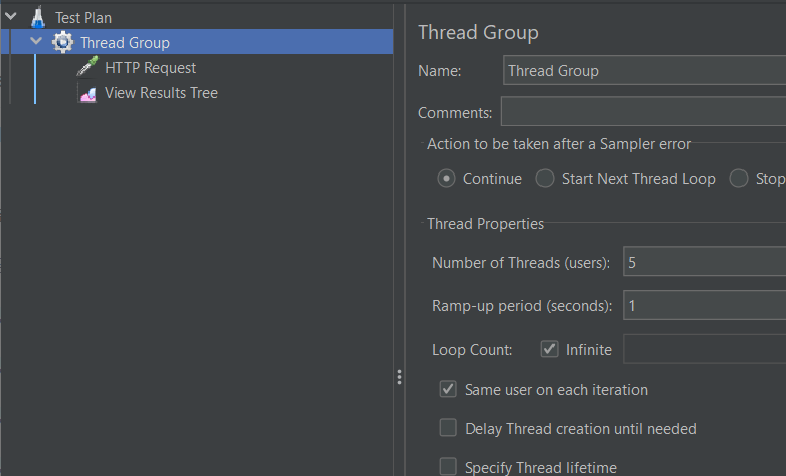 Test Plan
Thread Group
HTTP Request
View Results Tree
Thread Group
Name: Thread Group
Comments:
Action to be taken after a Sampler error
Continue Start Next Thread Loop Stop
Thread Properties
Number of Threads (users): 5
Ramp-up period (seconds): 1
Loop Count: Infinite
Same user on each iteration
Delay Thread creation until needed
Specify Thread lifetime